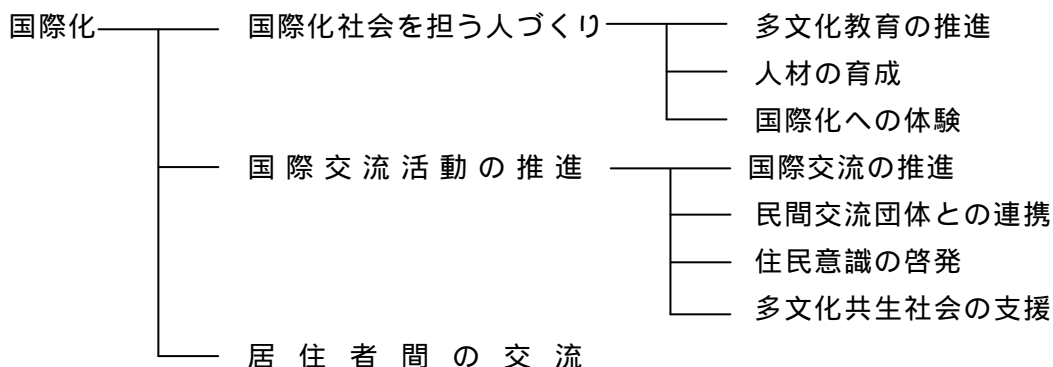 国際化 国際化社会を担う人づくり 多文化教育の推進
人材の育成
国際化への体験
国際交流活動の推進 国際交流の推進
民間交流団体との連携
住民意識の啓発
多文化共生社会の支援
居住者間の交流